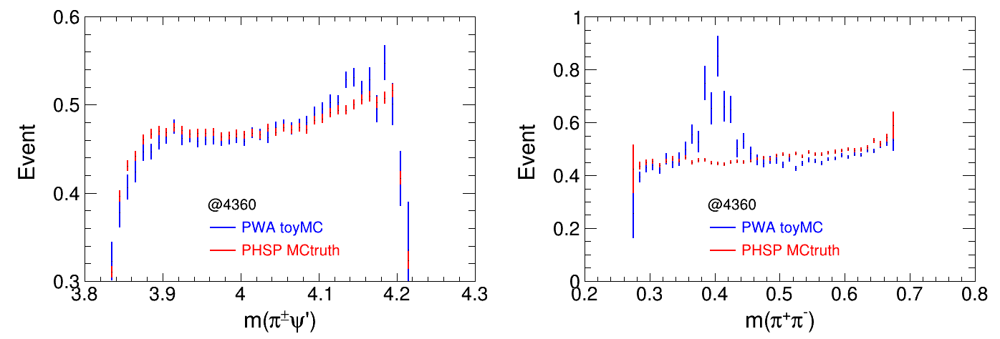 0.6
0.5
0.4
0.3
Event
@4360
PWA toyMC
PHSP MCtruth
3.8 3.9 4 4.1 4.2 4.3
m(π±ψ')
1
0.8
0.6
0.4
0.2
0
Event
@4360
PWA toyMC
PHSP MCtruth
0.2 0.3 0.4 0.5 0.6 0.7 0.8
m(π⁺π⁻)